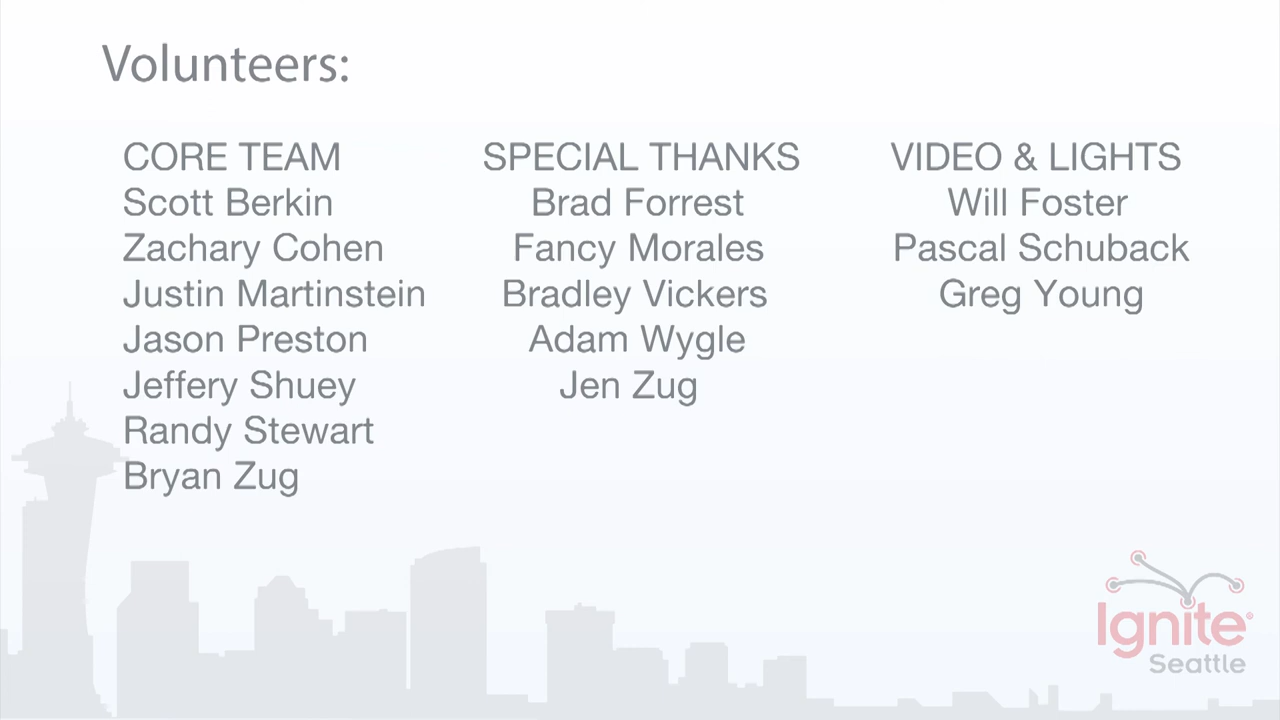 Volunteers:
CORE TEAM
Scott Berkin
Zachary Cohen
Justin Martinstein
Jason Preston
Jeffery Shuey
Randy Stewart
Bryan Zug
SPECIAL THANKS
Brad Forrest
Fancy Morales
Bradley Vickers
Adam Wygle
Jen Zug
VIDEO & LIGHTS
Will Foster
Pascal Schuback
Greg Young
Ignite®
Seattle